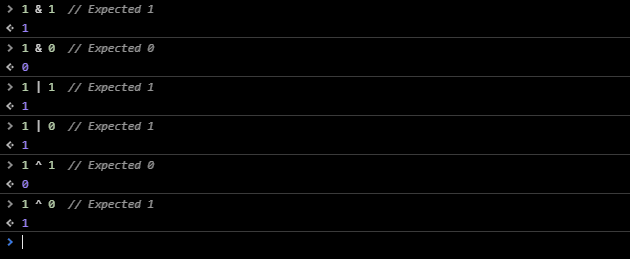 > 1 & 1  // Expected 1
1
> 1 & 0  // Expected 0
0
> 1 | 1  // Expected 1
1
> 1 | 0  // Expected 1
1
> 1 ^ 1  // Expected 0
0
> 1 ^ 0  // Expected 1
1
>